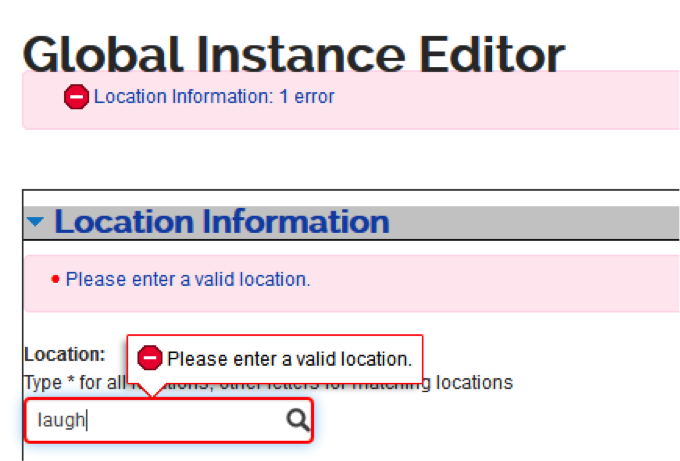 Global Instance Editor
Location Information: 1 error
Location Information
Please enter a valid location.
Location:
Please enter a valid location.
Type * for all locations, other letters for matching locations
laugh